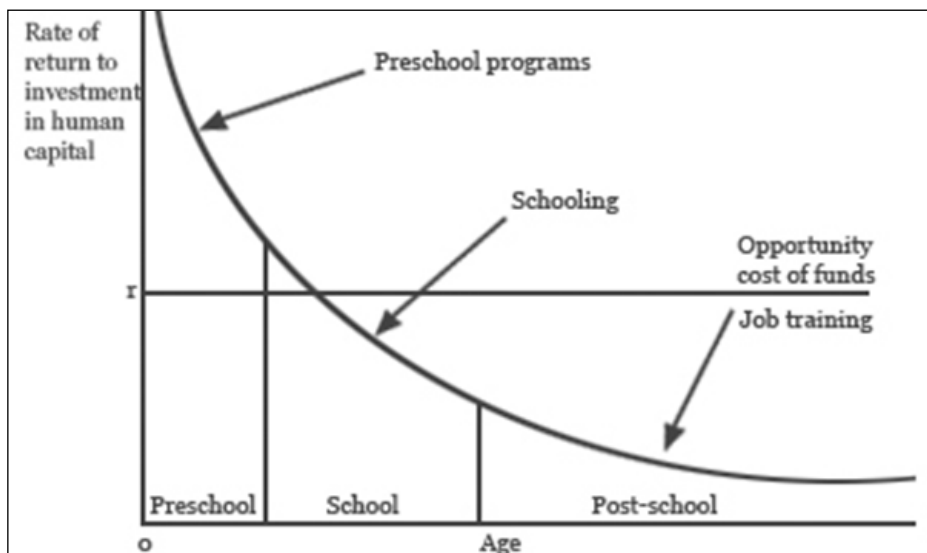 Rate of
return to
investment
in human
capital
Preschool programs
Schooling
Opportunity
cost of funds
r
Job training
Preschool
School
Post-school
0
Age